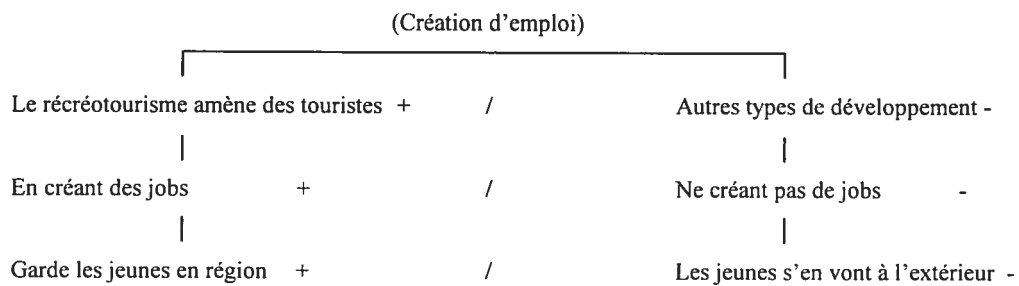 (Création d'emploi)
Le récréotourisme amène des touristes + / Autres types de développement -
En créant des jobs + / Ne créant pas de jobs -
Garde les jeunes en région + / Les jeunes s'en vont à l'extérieur -